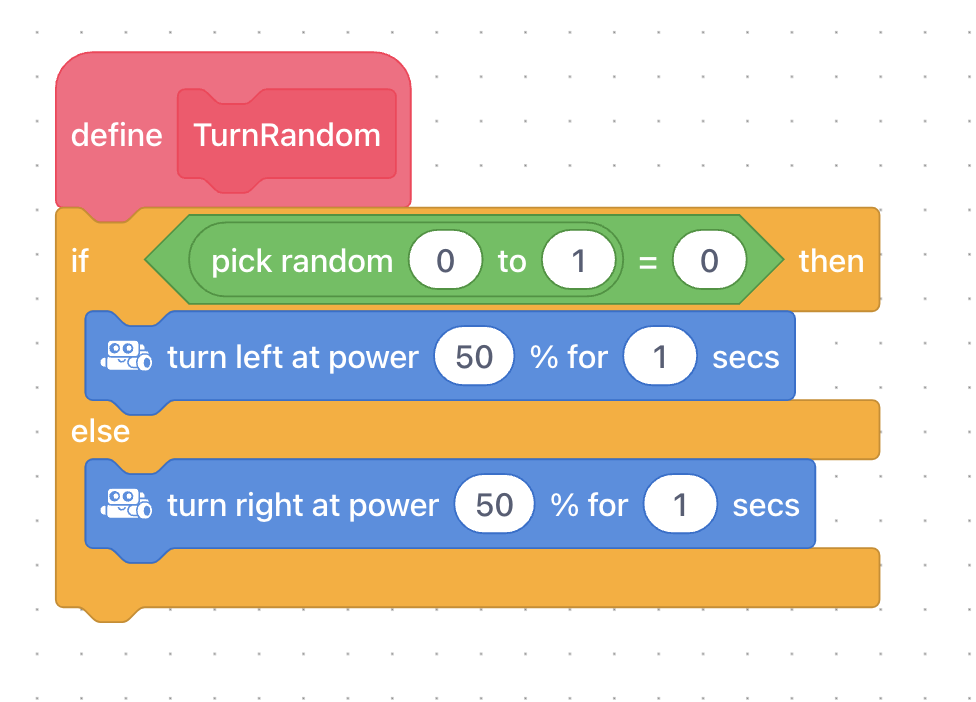 define TurnRandom
if pick random 0 to 1 = 0 then
turn left at power 50 % for 1 secs
else
turn right at power 50 % for 1 secs